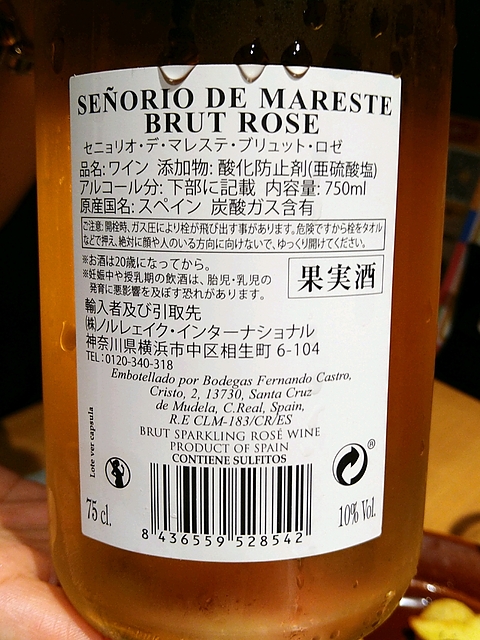 SEÑORIO DE MARESTE
BRUT ROSE
セニョリオ・デ・マレステ・ブリュット・ロゼ
品名:ワイン 添加物:酸化防止剤(亜硫酸塩)
アルコール分:下部に記載 内容量:750ml
原産国名:スペイン 炭酸ガス含有
ご注意:開栓時、ガス圧により栓が飛び出す事があります。危険ですから栓をタオル
などで押え、絶対に顔や人のいる方向に向けないで、ゆっくり開けてください。
※お酒は20歳になってから。
※妊娠中や授乳期の飲酒は、胎児・乳児の
発育に悪影響を及ぼす恐れがあります。
果実酒
輸入者及び引取先
㈱ノルレェイク・インターナショナル
神奈川県横浜市中区相生町 6-104
TEL:0120-340-318
Embotellado por Bodegas Fernando Castro,
Cristo, 2, 13730, Santa Cruz
de Mudela, C.Real, Spain,
R.E CLM-183/CR/ES
BRUT SPARKLING ROSÉ WINE
PRODUCT OF SPAIN
CONTIENE SULFITOS
Lote ver capsula
®
75 cl.
10% Vol.
8 436559 528542